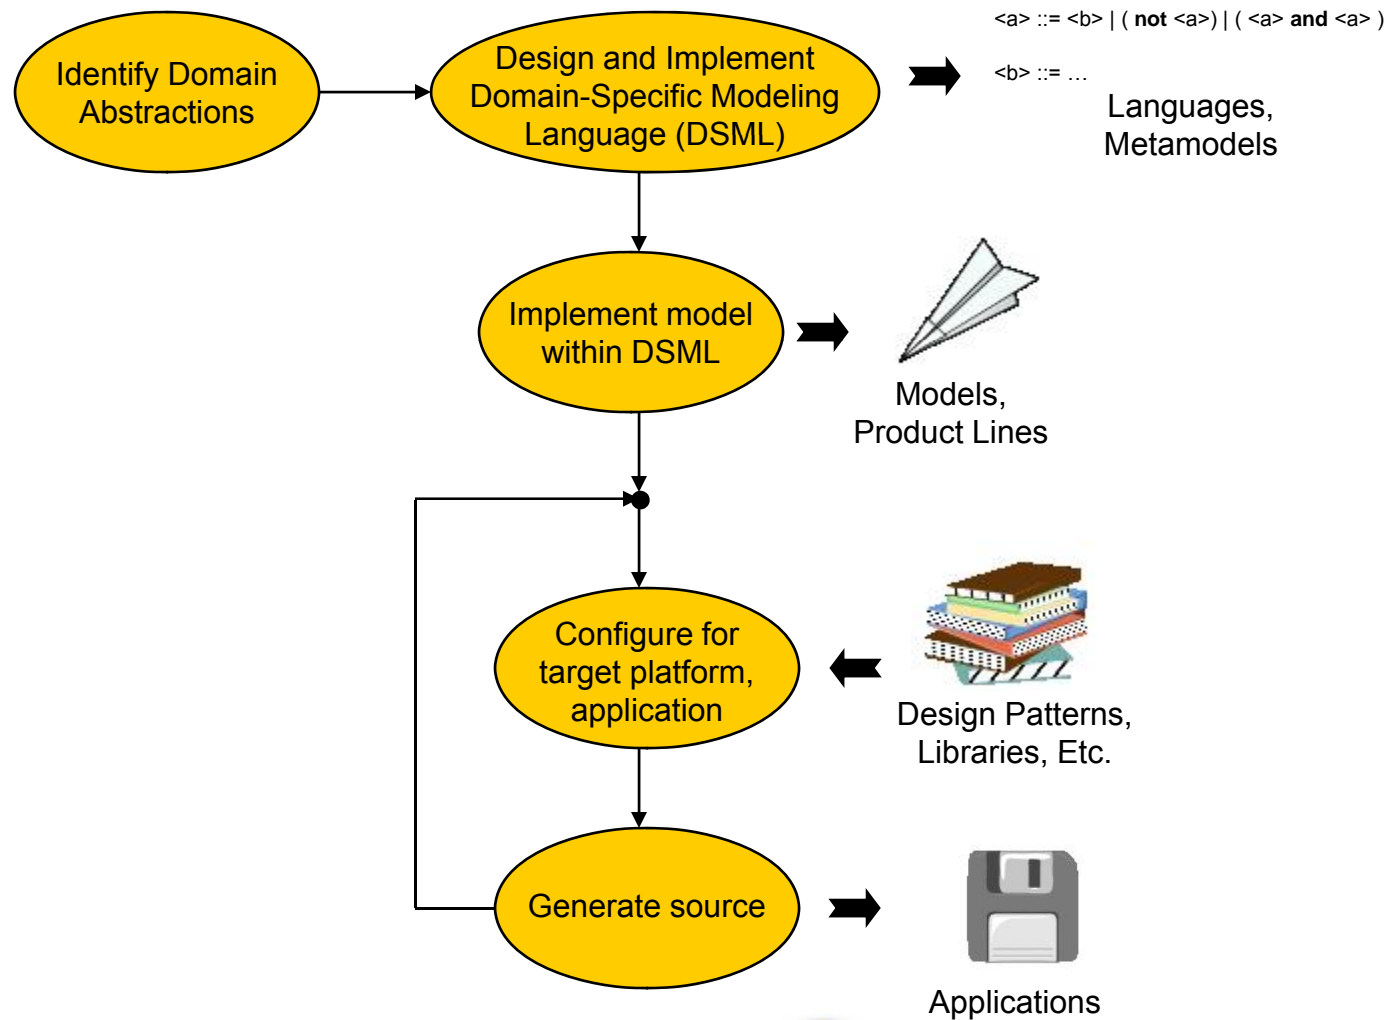 Identify Domain
Abstractions
Design and Implement
Domain-Specific Modeling
Language (DSML)
<a> ::= <b> | ( not <a>) | ( <a> and <a> )
<b> ::= …
Languages,
Metamodels
Implement model
within DSML
Models,
Product Lines
Configure for
target platform,
application
Design Patterns,
Libraries, Etc.
Generate source
Applications